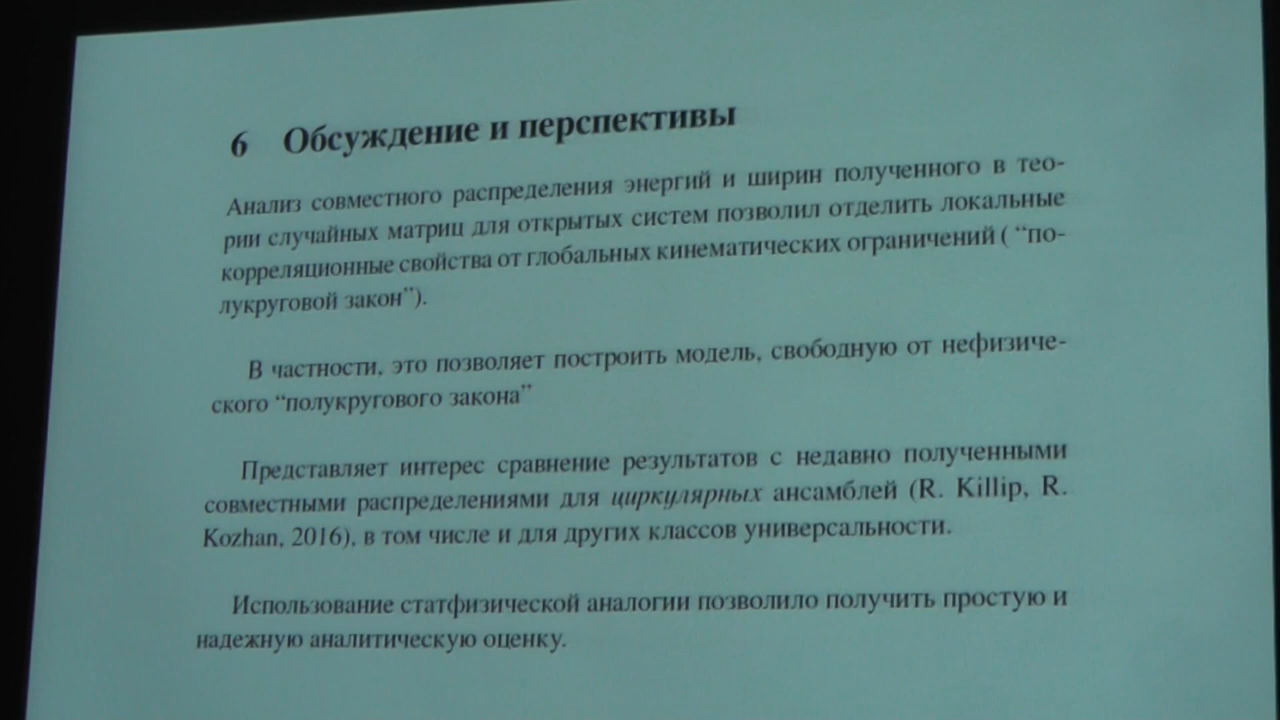 6 Обсуждение и перспективы
Анализ совместного распределения энергий и ширин полученного в тео-
рии случайных матриц для открытых систем позволил отделить локальные
корреляционные свойства от глобальных кинематических ограничений ( “по-
лукруговой закон”).
В частности, это позволяет построить модель, свободную от нефизиче-
ского “полукругового закона”
Представляет интерес сравнение результатов с недавно полученными
совместными распределениями для циркулярных ансамблей (R. Killip, R.
Kozhan, 2016), в том числе и для других классов универсальности.
Использование статфизической аналогии позволило получить простую и
надежную аналитическую оценку.